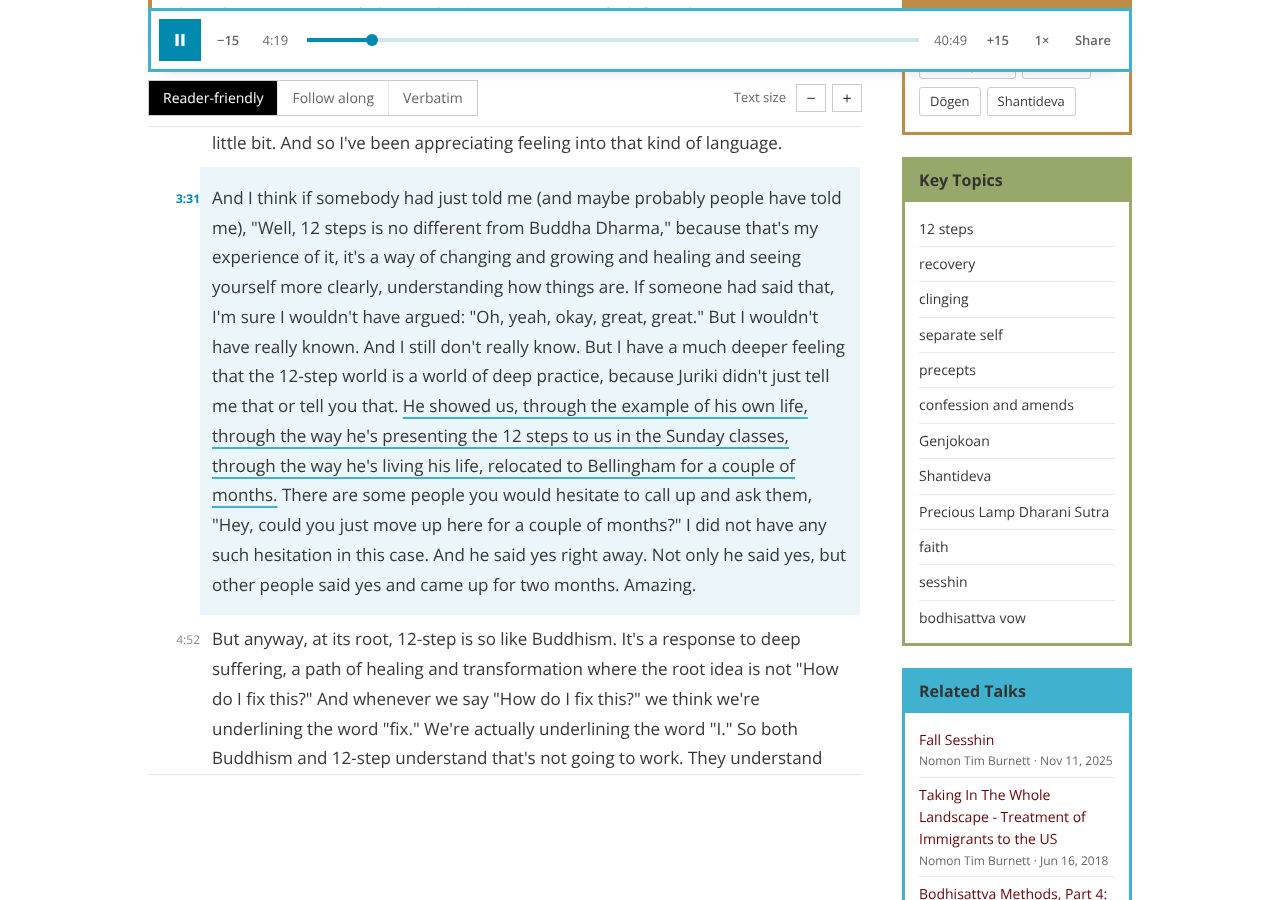 −15
4:19
40:49
+15
1×
Share
Reader-friendly
Follow along
Verbatim
Text size
−
+
Dōgen
Shantideva
little bit. And so I've been appreciating feeling into that kind of language.
3:31
And I think if somebody had just told me (and maybe probably people have told
me), "Well, 12 steps is no different from Buddha Dharma," because that's my
experience of it, it's a way of changing and growing and healing and seeing
yourself more clearly, understanding how things are. If someone had said that,
I'm sure I wouldn't have argued: "Oh, yeah, okay, great, great." But I wouldn't
have really known. And I still don't really know. But I have a much deeper feeling
that the 12-step world is a world of deep practice, because Juriki didn't just tell
me that or tell you that. He showed us, through the example of his own life,
through the way he's presenting the 12 steps to us in the Sunday classes,
through the way he's living his life, relocated to Bellingham for a couple of
months. There are some people you would hesitate to call up and ask them,
"Hey, could you just move up here for a couple of months?" I did not have any
such hesitation in this case. And he said yes right away. Not only he said yes, but
other people said yes and came up for two months. Amazing.
4:52
But anyway, at its root, 12-step is so like Buddhism. It's a response to deep
suffering, a path of healing and transformation where the root idea is not "How
do I fix this?" And whenever we say "How do I fix this?" we think we're
underlining the word "fix." We're actually underlining the word "I." So both
Buddhism and 12-step understand that's not going to work. They understand
Key Topics
12 steps
recovery
clinging
separate self
precepts
confession and amends
Genjokoan
Shantideva
Precious Lamp Dharani Sutra
faith
sesshin
bodhisattva vow
Related Talks
Fall Sesshin
Nomon Tim Burnett · Nov 11, 2025
Taking In The Whole
Landscape - Treatment of
Immigrants to the US
Nomon Tim Burnett · Jun 16, 2018
Bodhisattva Methods, Part 4: